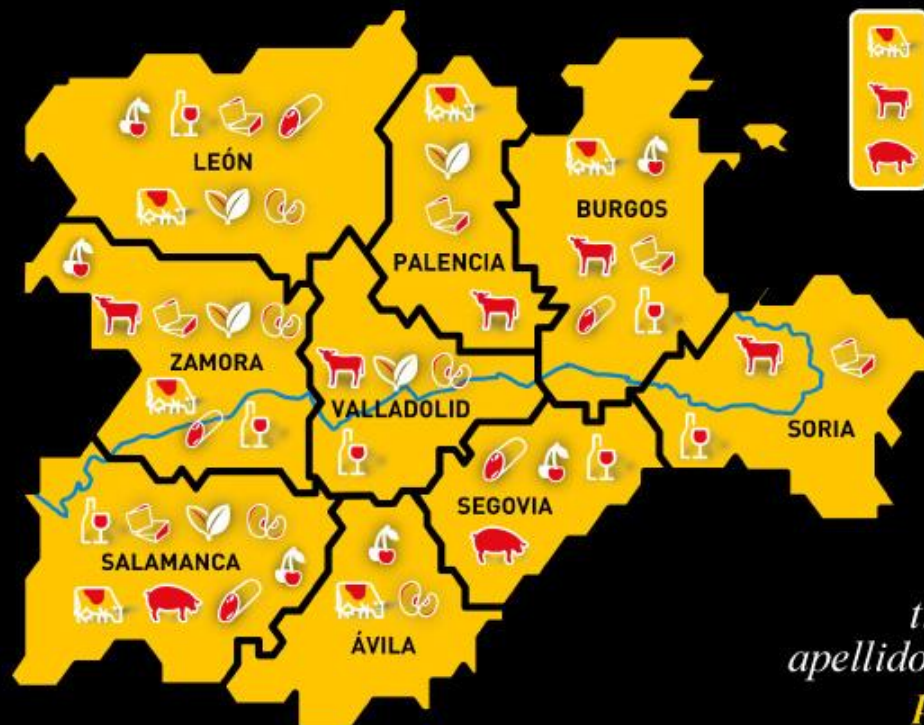 LEÓN
BURGOS
PALENCIA
ZAMORA
VALLADOLID
SORIA
SEGOVIA
SALAMANCA
ÁVILA
apellido